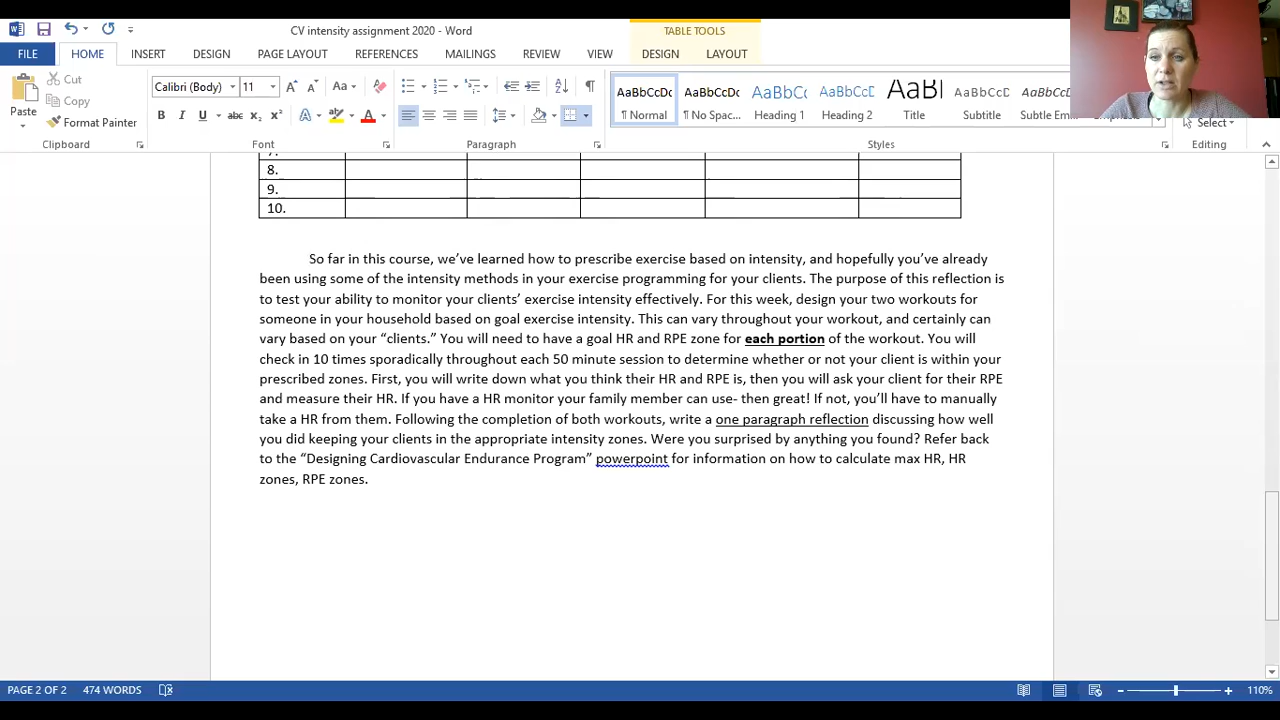 CV intensity assignment 2020 - Word
TABLE TOOLS
FILE HOME INSERT DESIGN PAGE LAYOUT REFERENCES MAILINGS REVIEW VIEW DESIGN LAYOUT
Paste
Cut
Copy
Format Painter
Calibri (Body) 11
AaBbCcDc AaBbCcDc AaBbCc AaBbCcD AaBl AaBbCcD AaBbCcD
¶ Normal ¶ No Spac... Heading 1 Heading 2 Title Subtitle Subtle Em...
Select
Clipboard Font Paragraph Styles Editing
8.
9.
10.
So far in this course, we’ve learned how to prescribe exercise based on intensity, and hopefully you’ve already
been using some of the intensity methods in your exercise programming for your clients. The purpose of this reflection is
to test your ability to monitor your clients’ exercise intensity effectively. For this week, design your two workouts for
someone in your household based on goal exercise intensity. This can vary throughout your workout, and certainly can
vary based on your “clients.” You will need to have a goal HR and RPE zone for each portion of the workout. You will
check in 10 times sporadically throughout each 50 minute session to determine whether or not your client is within your
prescribed zones. First, you will write down what you think their HR and RPE is, then you will ask your client for their RPE
and measure their HR. If you have a HR monitor your family member can use- then great! If not, you’ll have to manually
take a HR from them. Following the completion of both workouts, write a one paragraph reflection discussing how well
you did keeping your clients in the appropriate intensity zones. Were you surprised by anything you found? Refer back
to the “Designing Cardiovascular Endurance Program” powerpoint for information on how to calculate max HR, HR
zones, RPE zones.
PAGE 2 OF 2 474 WORDS 110%